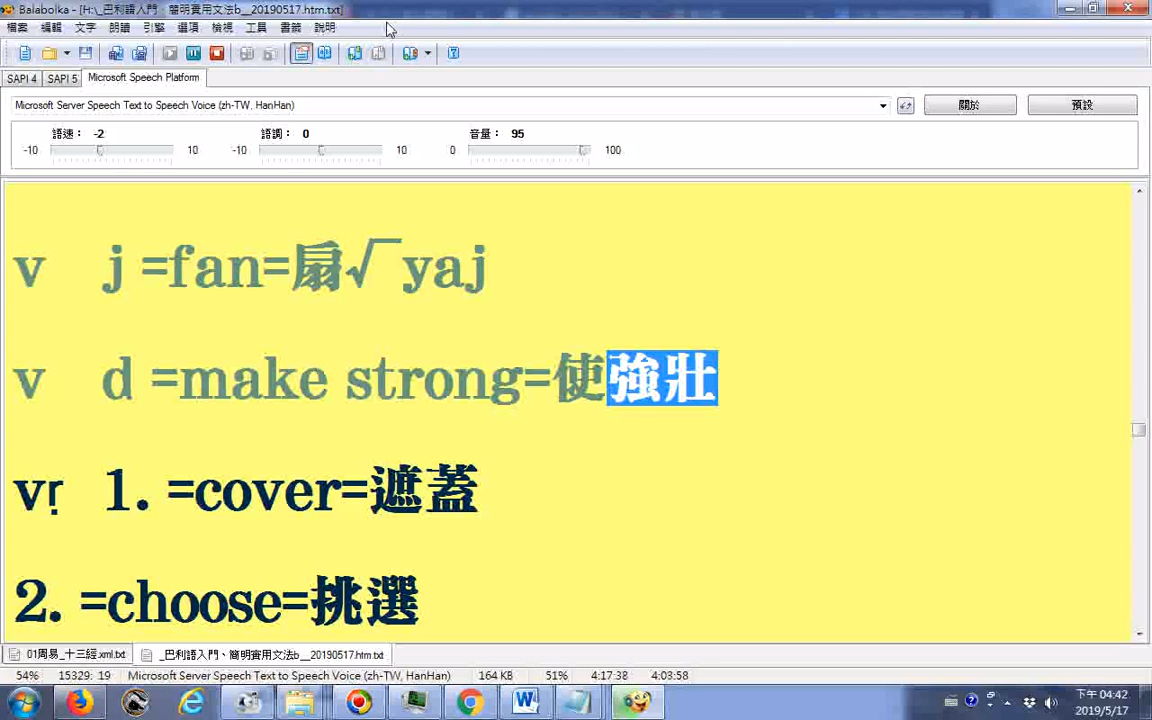 Balabolka - [H:\_巴利語入門、簡明實用文法b__20190517.htm.txt]
檔案 編輯 文字 朗讀 引擎 選項 檢視 工具 書籤 說明
SAPI 4 SAPI 5 Microsoft Speech Platform
Microsoft Server Speech Text to Speech Voice (zh-TW, HanHan) 關於 預設
語速： -2 語調： 0 音量： 95
-10 10 -10 10 0 100
v j =fan=扇√yaj
v d =make strong=使強壯
vṛ 1. =cover=遮蓋
2. =choose=挑選
01周易_十三經.xml.txt _巴利語入門、簡明實用文法b__20190517.htm.txt
54% 15329: 19 Microsoft Server Speech Text to Speech Voice (zh-TW, HanHan) 164 KB 51% 4:17:38 4:03:58
下午 04:42
2019/5/17